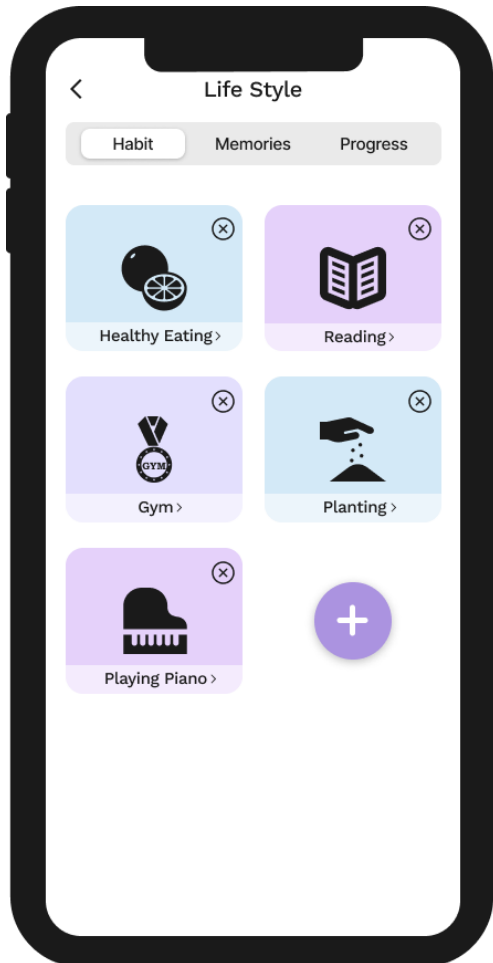 Life Style
Habit Memories Progress
Healthy Eating
Reading
GYM
Gym
Planting
Playing Piano